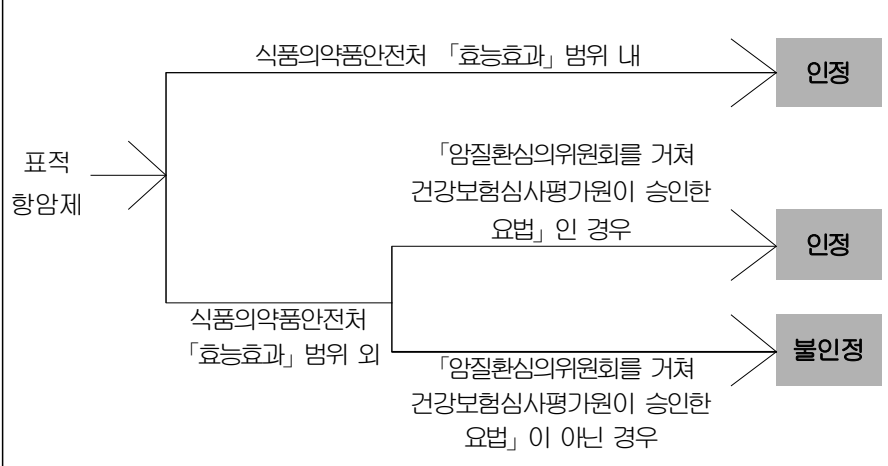 식품의약품안전처 「효능효과」 범위 내
인정
표적
항암제
「암질환심의위원회를 거쳐
건강보험심사평가원이 승인한
요법」 인 경우
인정
식품의약품안전처
「효능효과」 범위 외
불인정
「암질환심의위원회를 거쳐
건강보험심사평가원이 승인한
요법」 이 아닌 경우